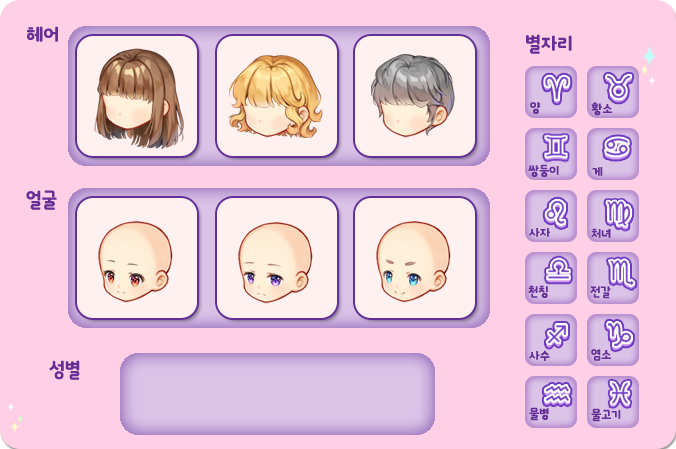 헤어
얼굴
성별
별자리
양
황소
쌍둥이
게
사자
처녀
천칭
전갈
사수
염소
물병
물고기